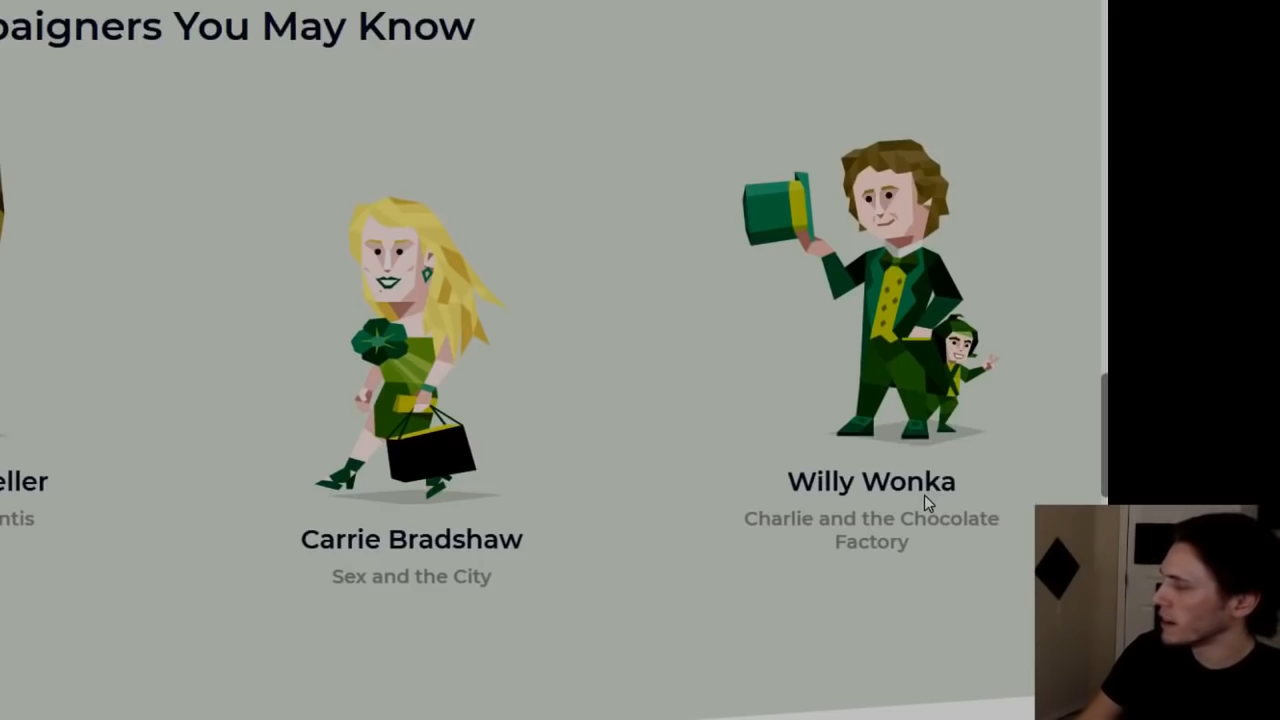 paigners You May Know
eller
ntis
Carrie Bradshaw
Sex and the City
Willy Wonka
Charlie and the Chocolate
Factory